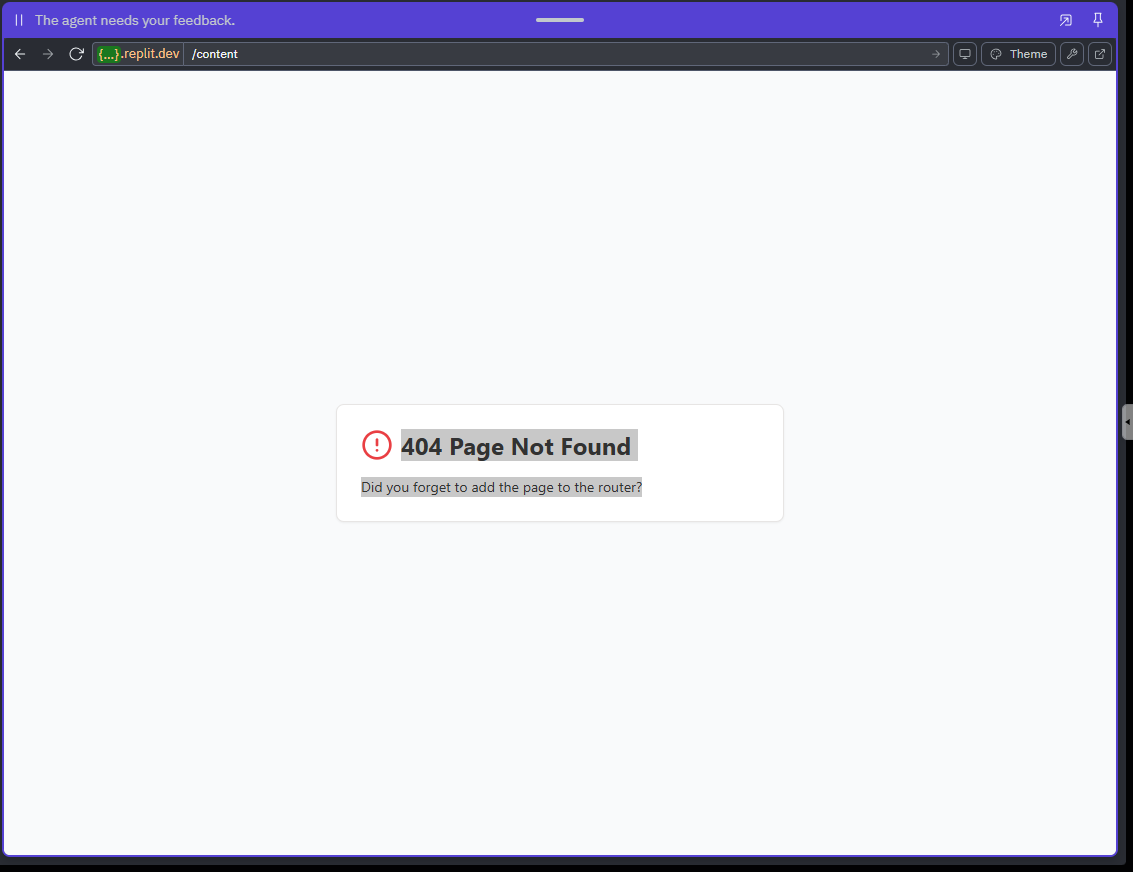 The agent needs your feedback.
{...}.replit.dev /content
Theme
404 Page Not Found
Did you forget to add the page to the router?